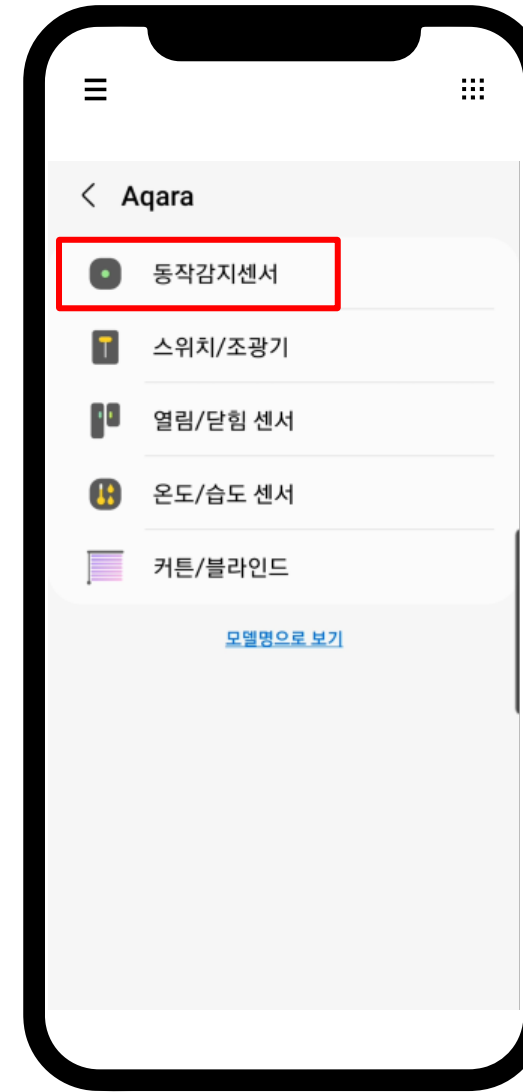 Aqara
동작감지센서
스위치/조광기
열림/닫힘 센서
온도/습도 센서
커튼/블라인드
모델명으로 보기